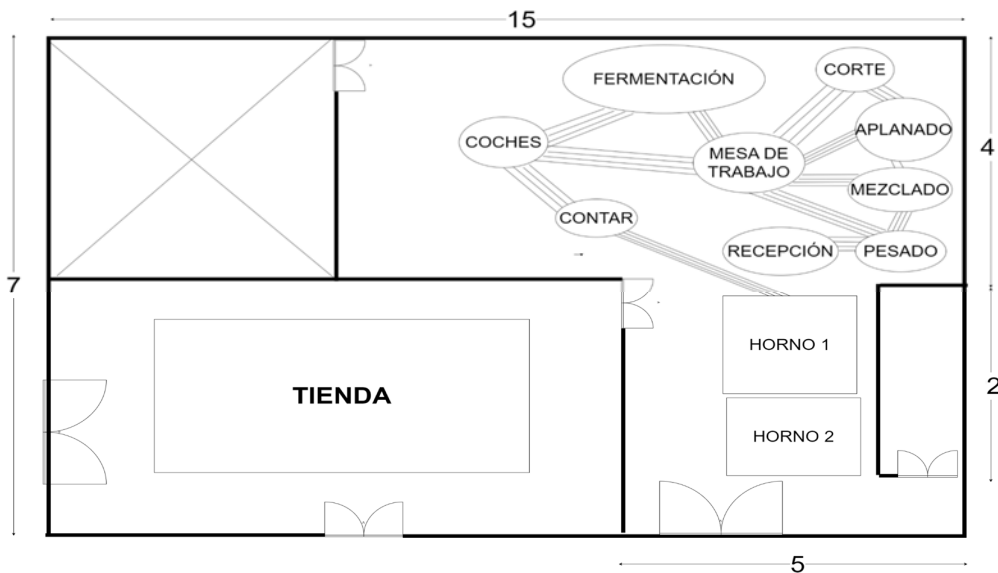 15
FERMENTACIÓN
CORTE
COCHES
APLANADO
MESA DE
TRABAJO
4
MEZCLADO
CONTAR
RECEPCIÓN
PESADO
7
HORNO 1
TIENDA
2
HORNO 2
5